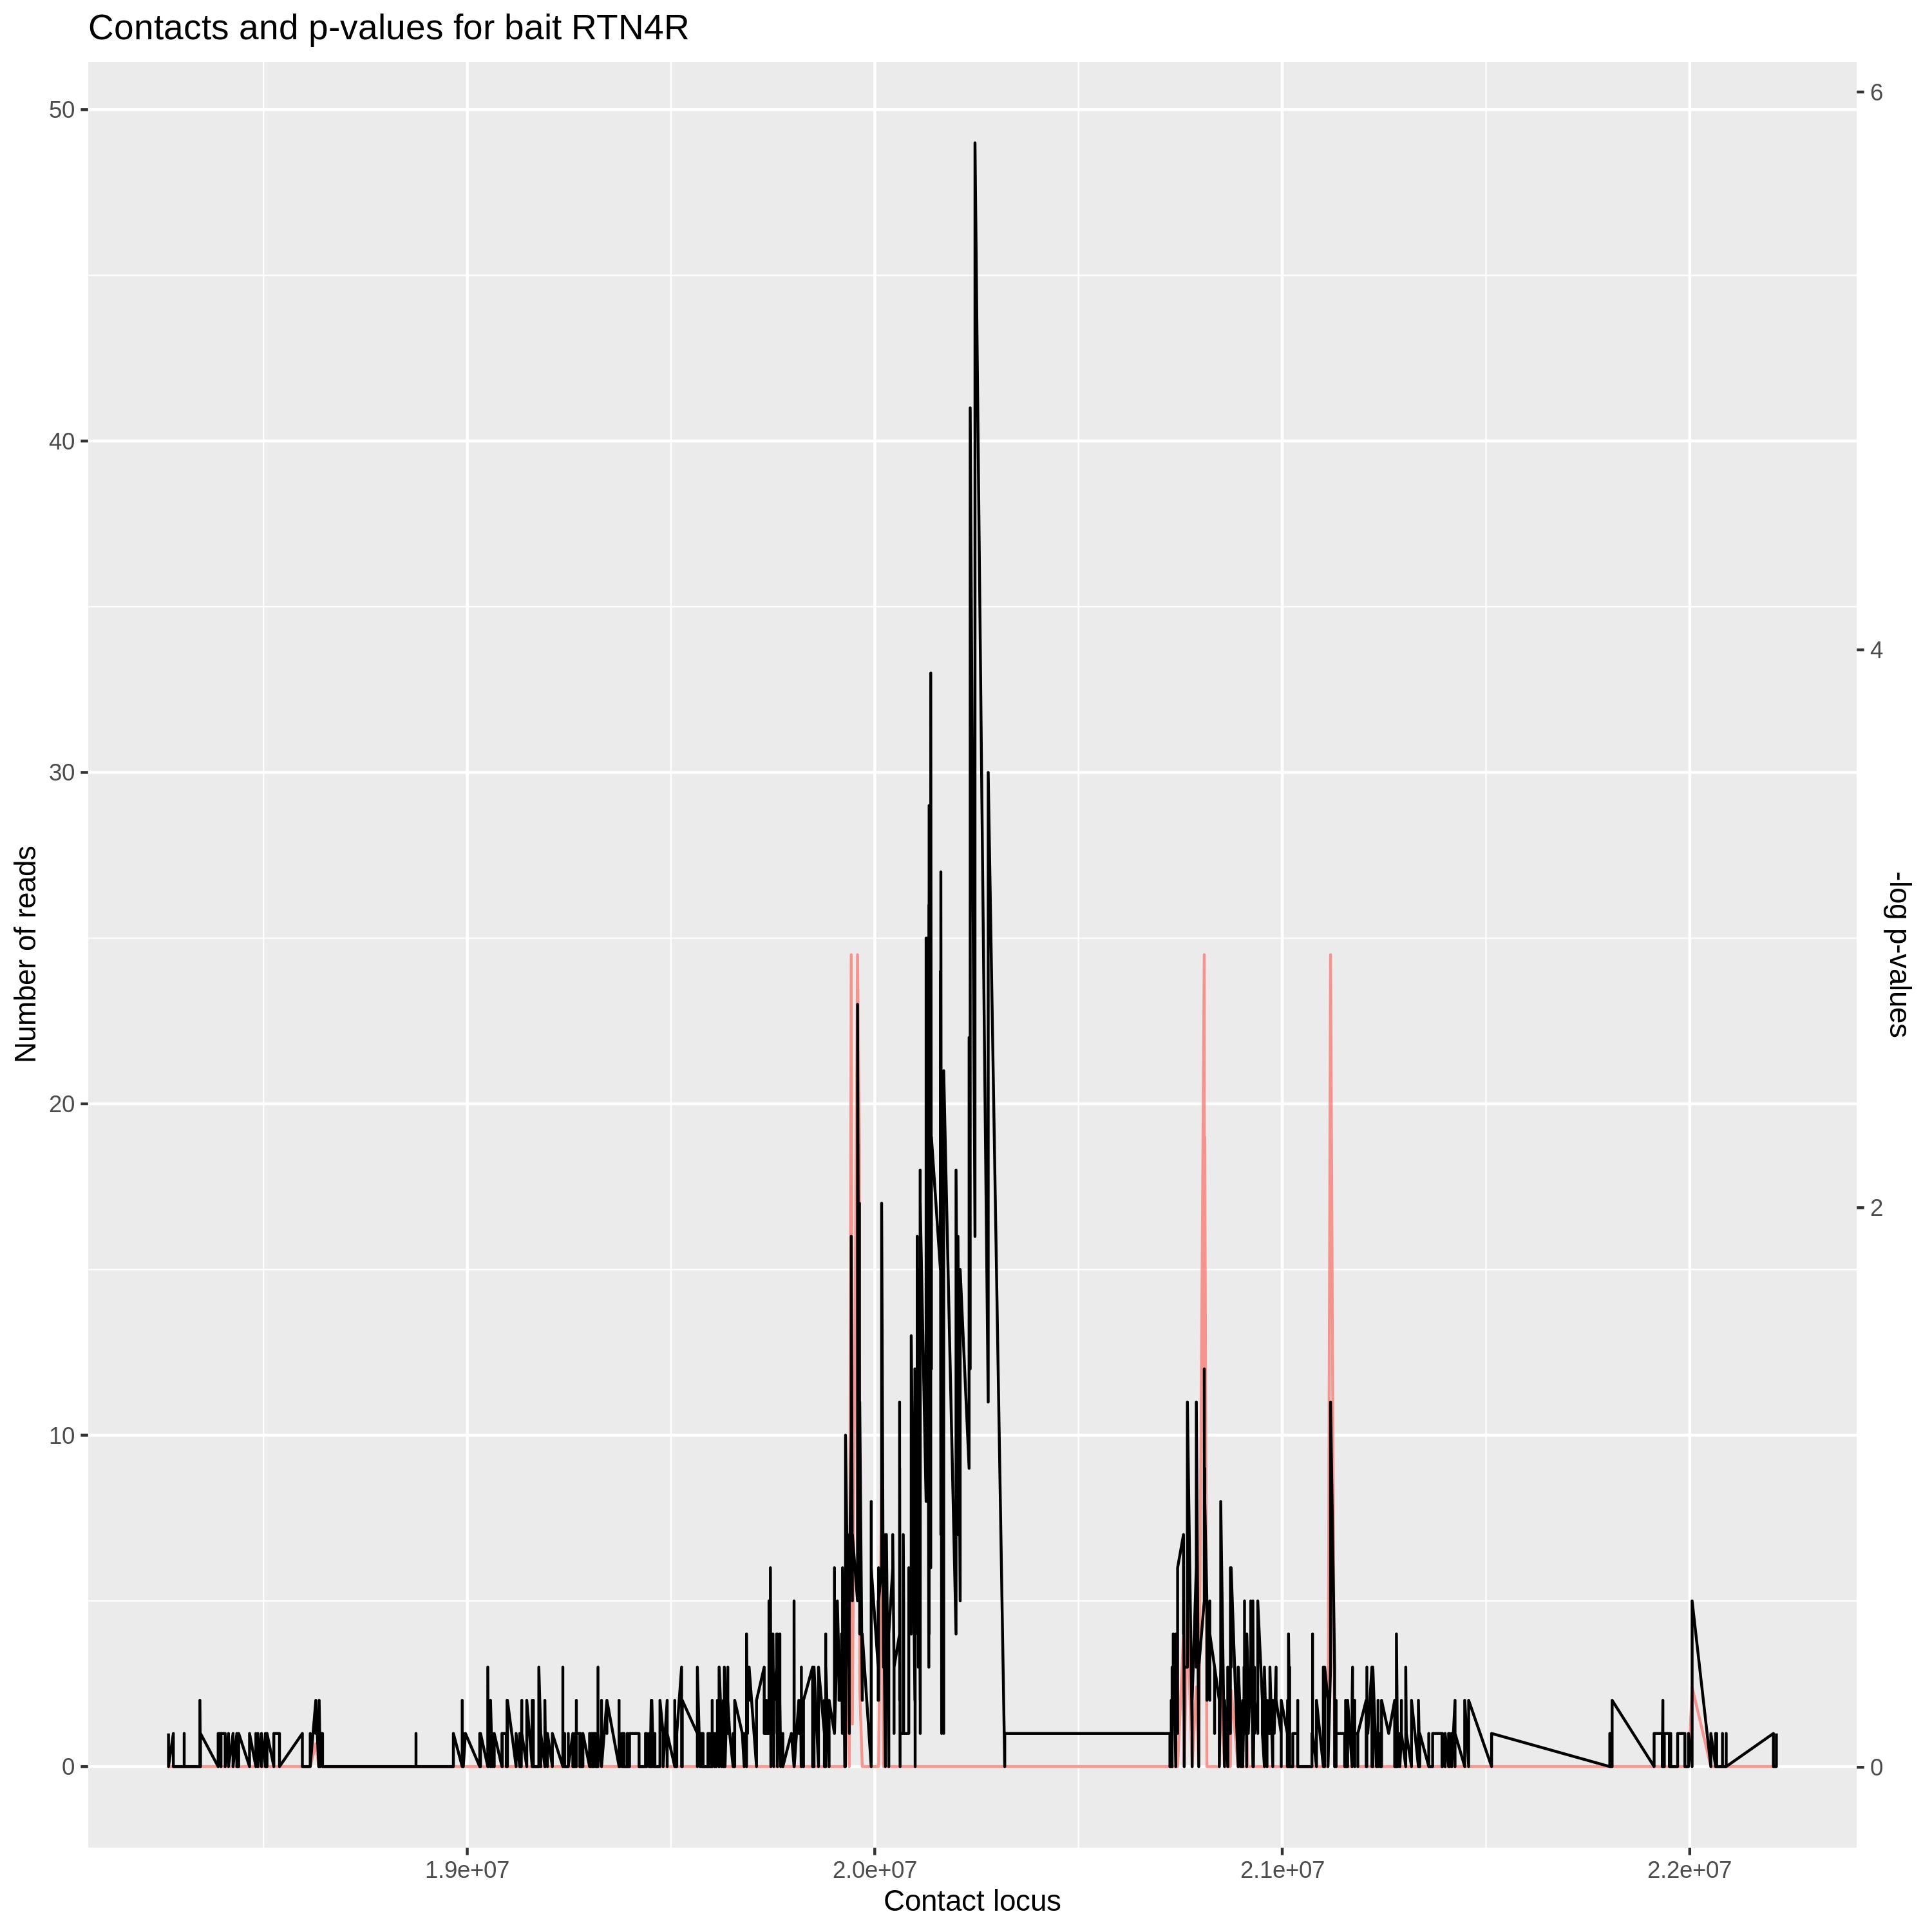 Contacts and p-values for bait RTN4R
50
40
30
20
10
0
Number of reads
6
4
2
0
-log p-values
1.9e+07
2.0e+07
2.1e+07
2.2e+07
Contact locus